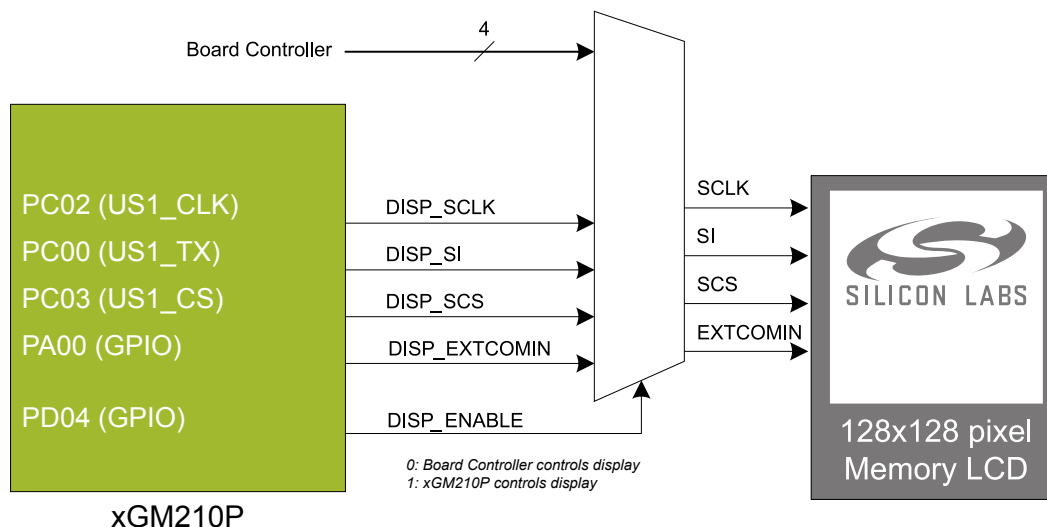 Board Controller
4
PC02 (US1_CLK)
PC00 (US1_TX)
PC03 (US1_CS)
PA00 (GPIO)
PD04 (GPIO)
xGM210P
DISP_SCLK
DISP_SI
DISP_SCS
DISP_EXTCOMIN
DISP_ENABLE
0: Board Controller controls display
1: xGM210P controls display
SCLK
SI
SCS
EXTCOMIN
SILICON LABS
128x128 pixel
Memory LCD